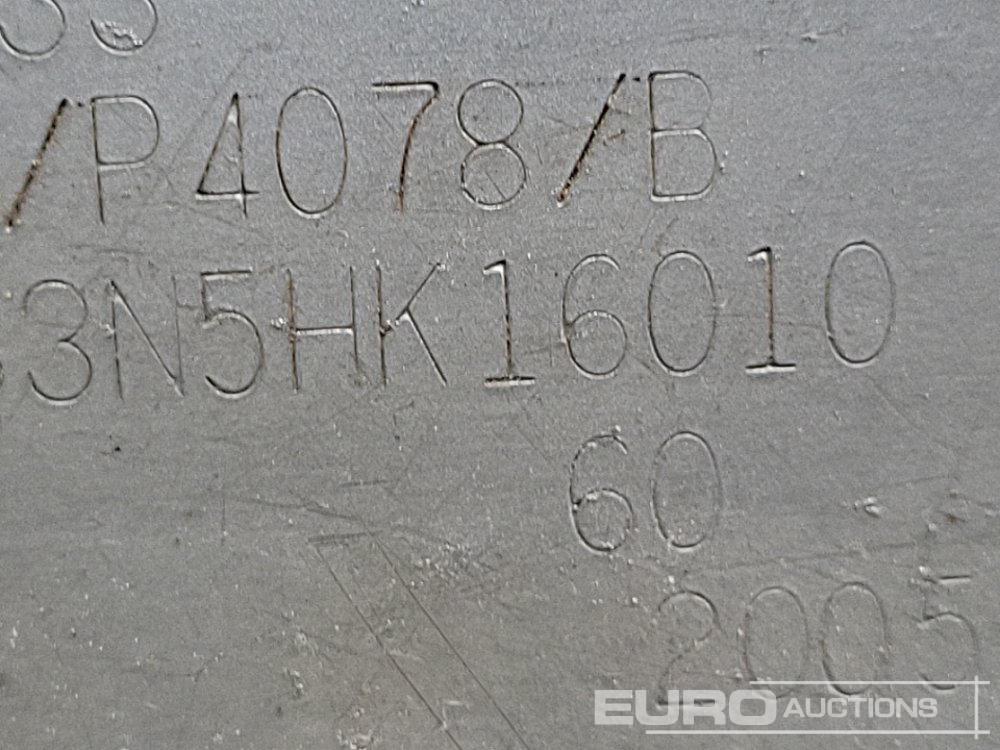 /P4078/B
3N5HK16010
60
2005
EURO AUCTIONS